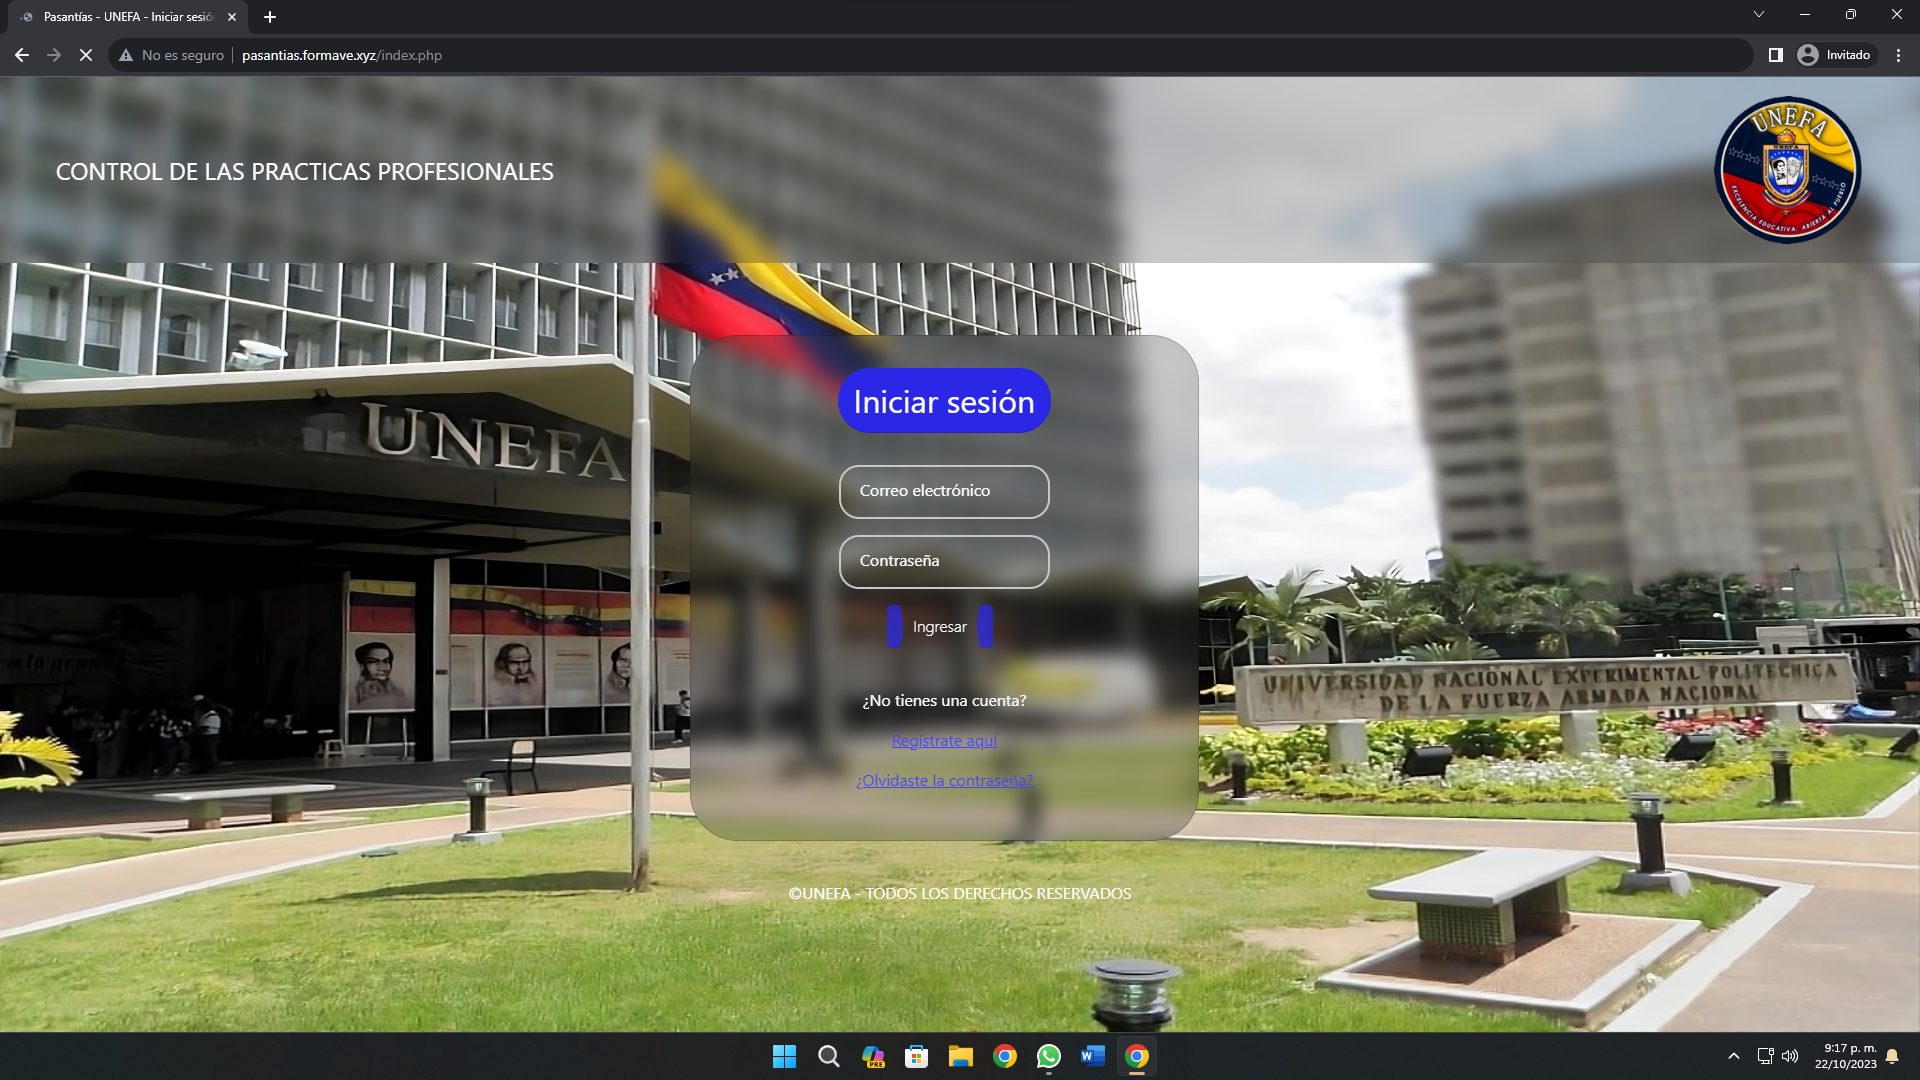 Pasantías - UNEFA - Iniciar sesió
No es seguro
pasantias.formave.xyz/index.php
Invitado
CONTROL DE LAS PRACTICAS PROFESIONALES
UNEFA
UNEFA
EXCELENCIA EDUCATIVA. ABIERTA AL PUEBLO
UNEFA
Iniciar sesión
Correo electrónico
Contraseña
Ingresar
¿No tienes una cuenta?
Regístrate aquí
¿Olvidaste la contraseña?
UNIVERSIDAD NACIONAL EXPERIMENTAL POLITECNICA
DE LA FUERZA ARMADA NACIONAL
©UNEFA - TODOS LOS DERECHOS RESERVADOS
PRE
W
9:17 p. m.
22/10/2023